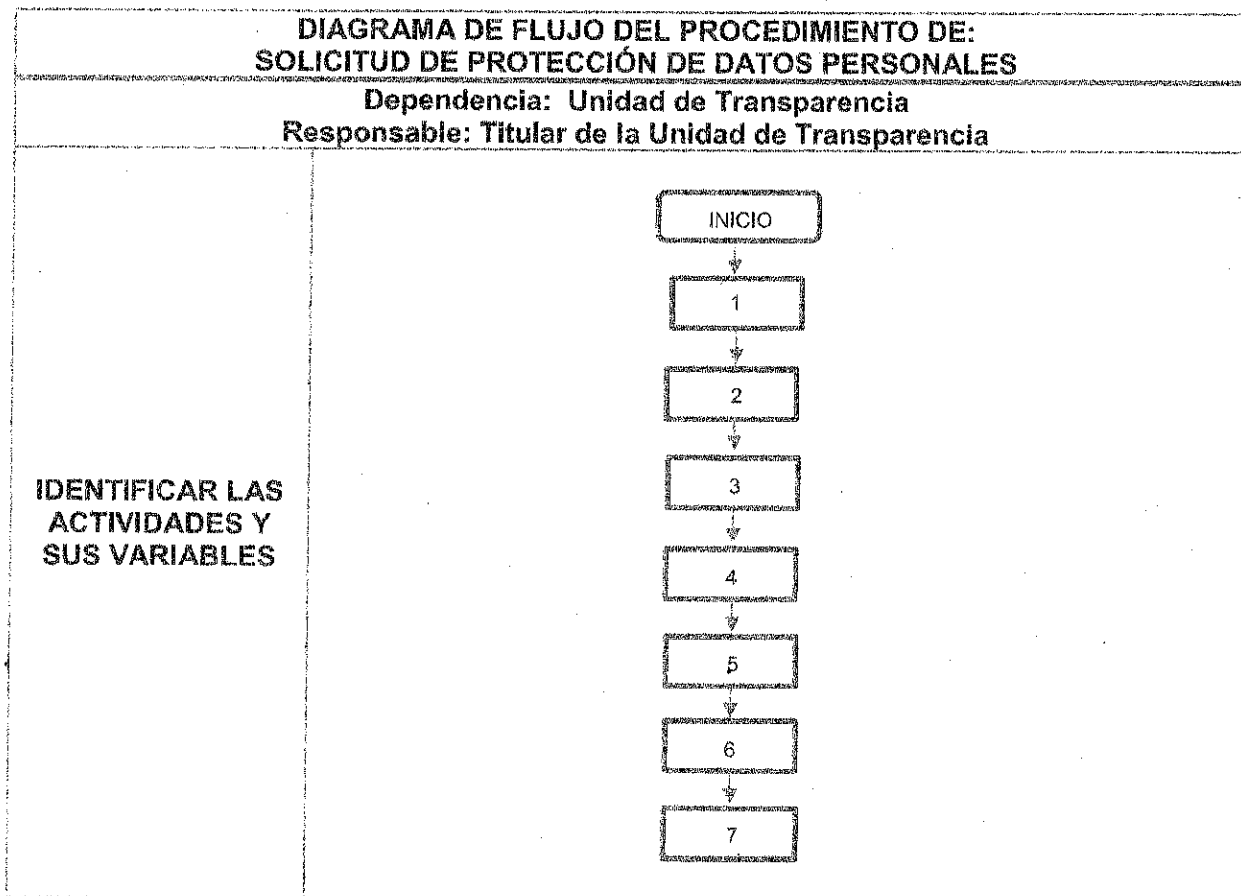 DIAGRAMA DE FLUJO DEL PROCEDIMIENTO DE:
SOLICITUD DE PROTECCIÓN DE DATOS PERSONALES
Dependencia: Unidad de Transparencia
Responsable: Titular de la Unidad de Transparencia
IDENTIFICAR LAS
ACTIVIDADES Y
SUS VARIABLES
INICIO
1
2
3
4
5
6
7